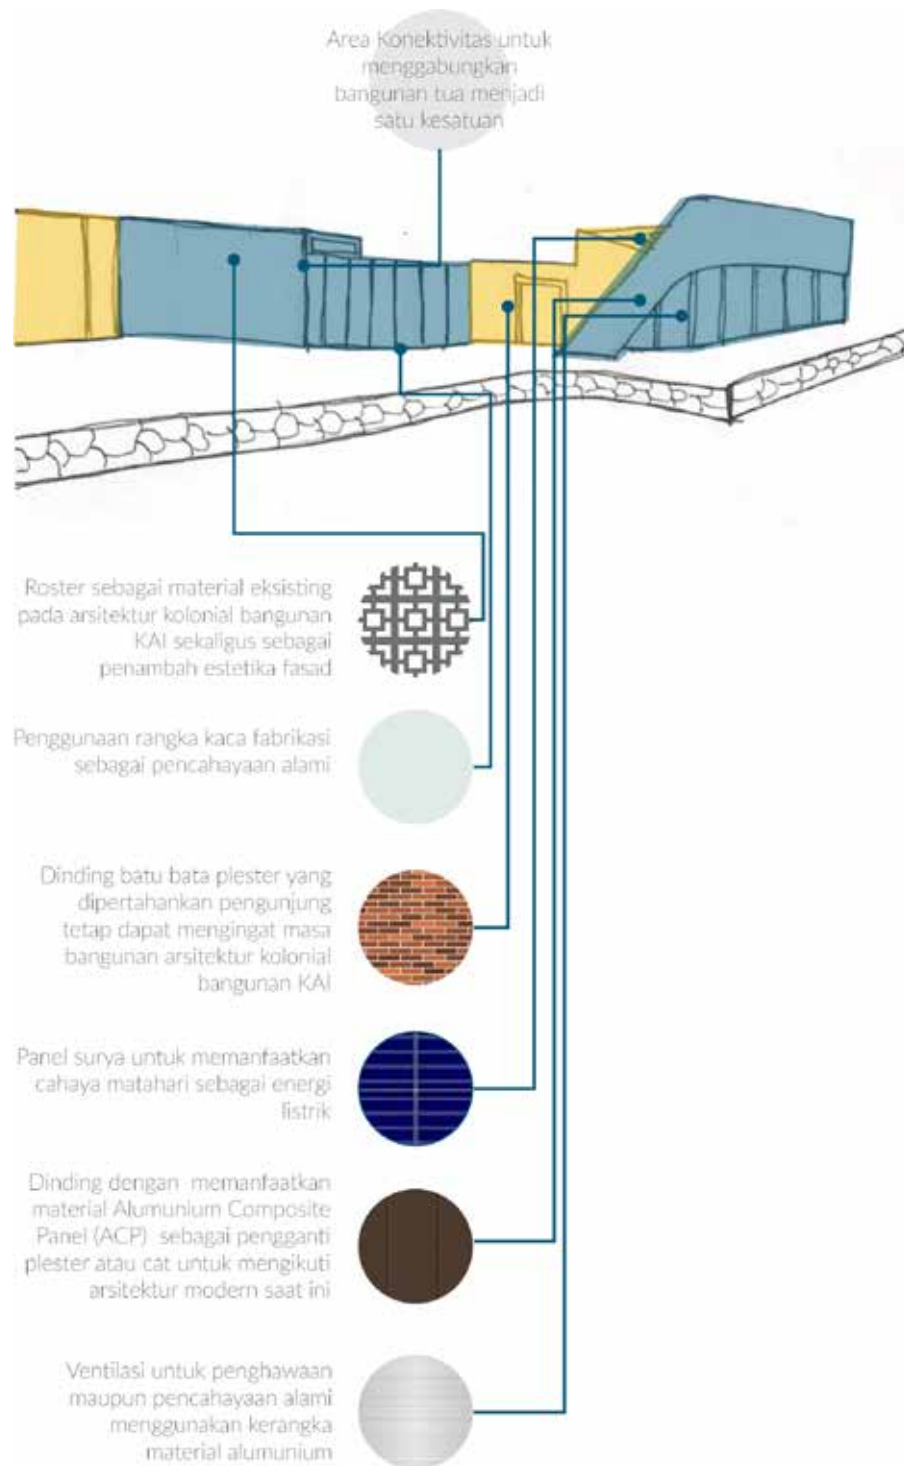 Area Konektivitas untuk
menggabungkan
bangunan tua menjadi
satu kesatuan
Roster sebagai material eksisting
pada arsitektur kolonial bangunan
KAI sekaligus sebagai
penambah estetika fasad
Penggunaan rangka kaca fabrikasi
sebagai pencahayaan alami
Dinding batu bata plester yang
dipertahankan pengunjung
tetap dapat mengingat masa
bangunan arsitektur kolonial
bangunan KAI
Panel surya untuk memanfaatkan
cahaya matahari sebagai energi
listrik
Dinding dengan memanfaatkan
material Alumunium Composite
Panel (ACP) sebagai pengganti
plester atau cat untuk mengikuti
arsitektur modern saat ini
Ventilasi untuk penghawaan
maupun pencahayaan alami
menggunakan kerangka
material alumunium